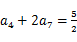 a₄ + 2a₇ = 5/2